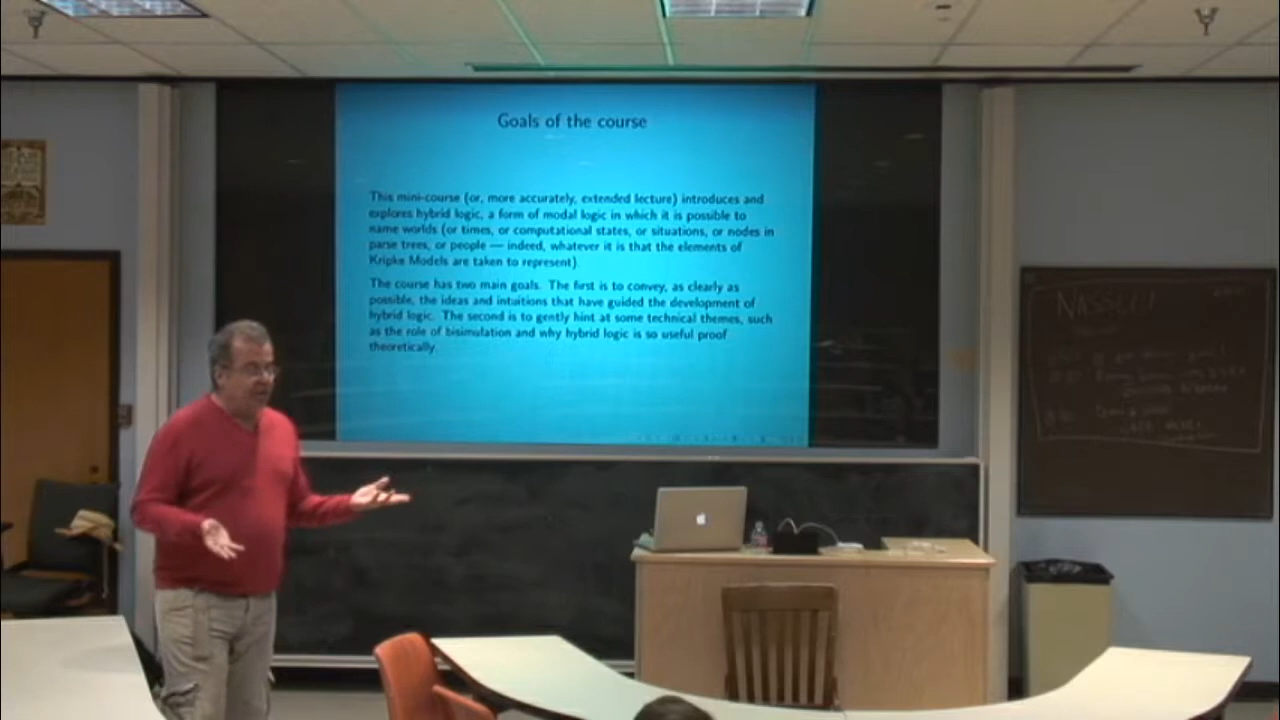 Goals of the course
This mini-course (or, more accurately, extended lecture) introduces and
explores hybrid logic, a form of modal logic in which it is possible to
name worlds (or times, or computational states, or situations, or nodes in
parse trees, or people — indeed, whatever it is that the elements of
Kripke Models are taken to represent).
The course has two main goals. The first is to convey, as clearly as
possible, the ideas and intuitions that have guided the development of
hybrid logic. The second is to gently hint at some technical themes, such
as the role of bisimulation and why hybrid logic is so useful proof
theoretically.
NASSLLI